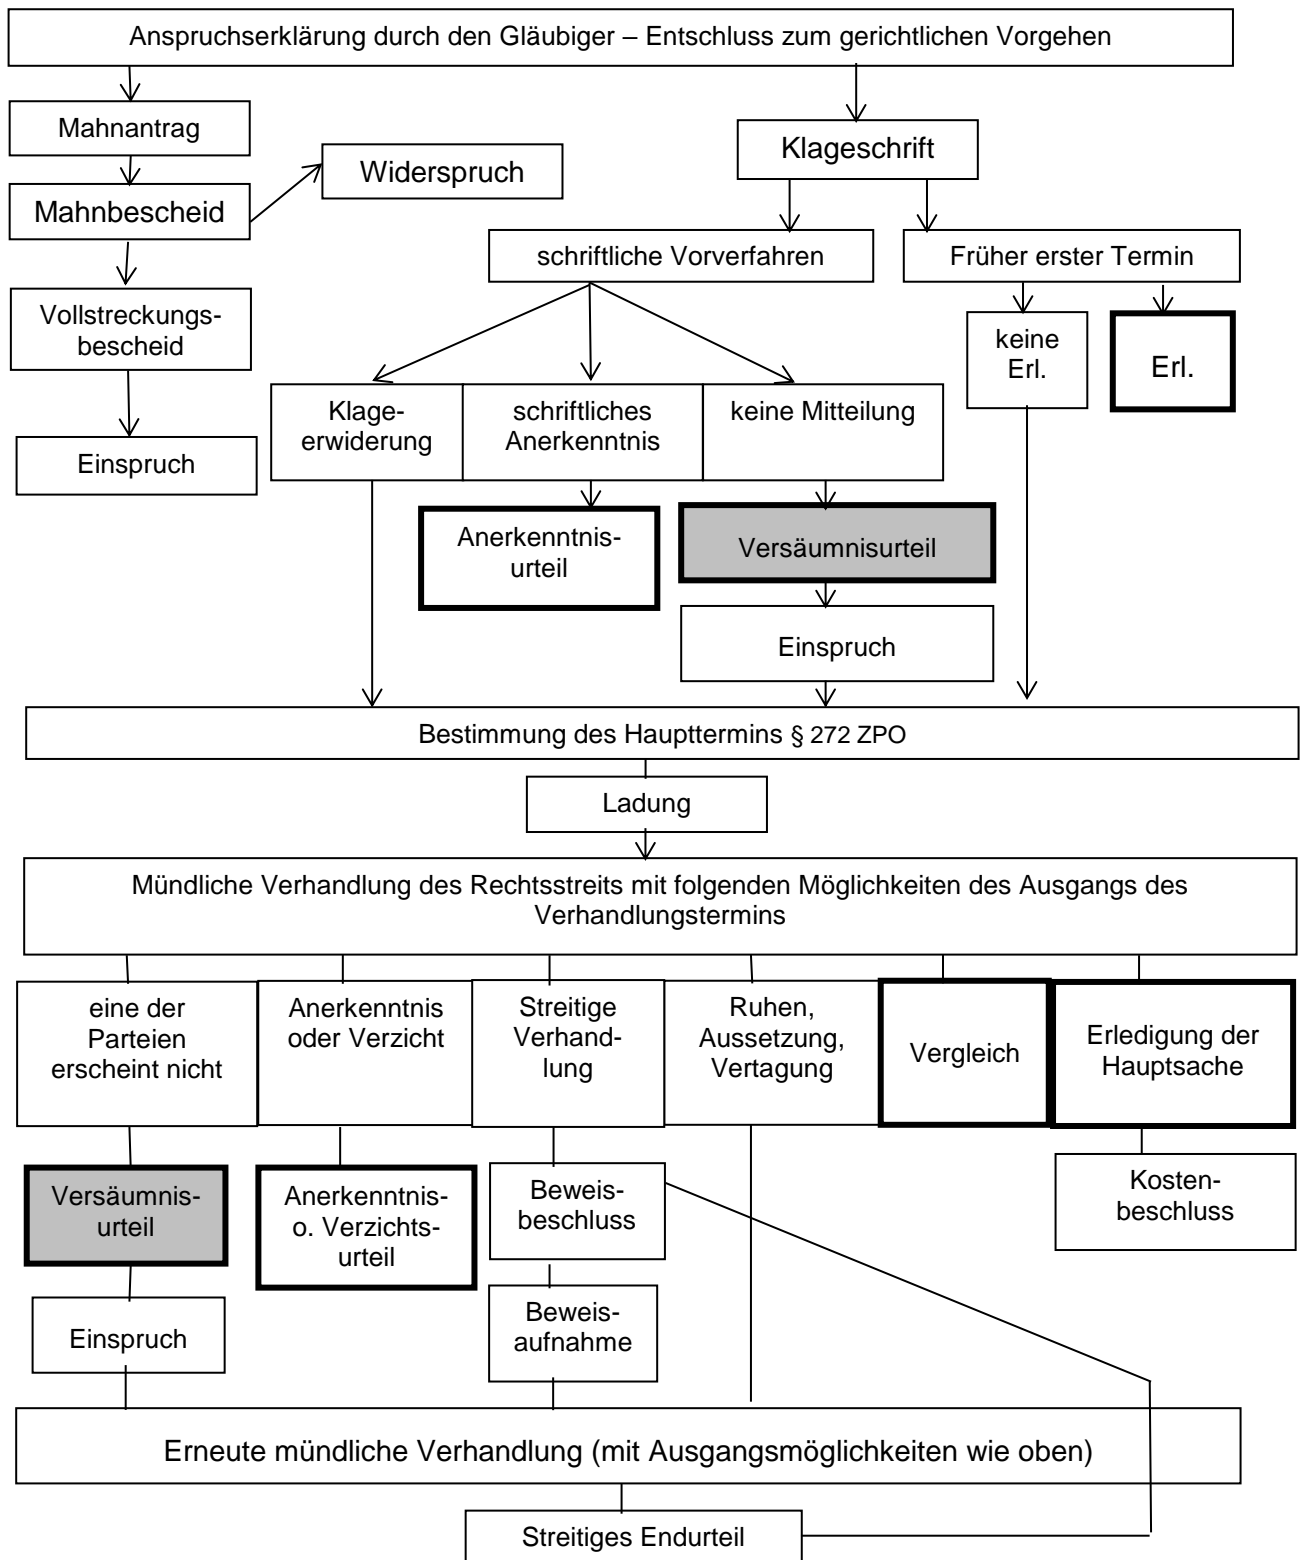 Anspruchserklärung durch den Gläubiger – Entschluss zum gerichtlichen Vorgehen
Mahnantrag
Klageschrift
Widerspruch
Mahnbescheid
schriftliche Vorverfahren
Früher erster Termin
Vollstreckungs-
bescheid
keine
Erl.
Erl.
Klage-
erwiderung
schriftliches
Anerkenntnis
keine Mitteilung
Einspruch
Anerkenntnis-
urteil
Versäumnisurteil
Einspruch
Bestimmung des Haupttermins § 272 ZPO
Ladung
Mündliche Verhandlung des Rechtsstreits mit folgenden Möglichkeiten des Ausgangs des
Verhandlungstermins
eine der
Parteien
erscheint nicht
Anerkenntnis
oder Verzicht
Streitige
Verhand-
lung
Ruhen,
Aussetzung,
Vertagung
Vergleich
Erledigung der
Hauptsache
Versäumnis-
urteil
Anerkenntnis-
o. Verzichts-
urteil
Beweis-
beschluss
Kosten-
beschluss
Einspruch
Beweis-
aufnahme
Erneute mündliche Verhandlung (mit Ausgangsmöglichkeiten wie oben)
Streitiges Endurteil